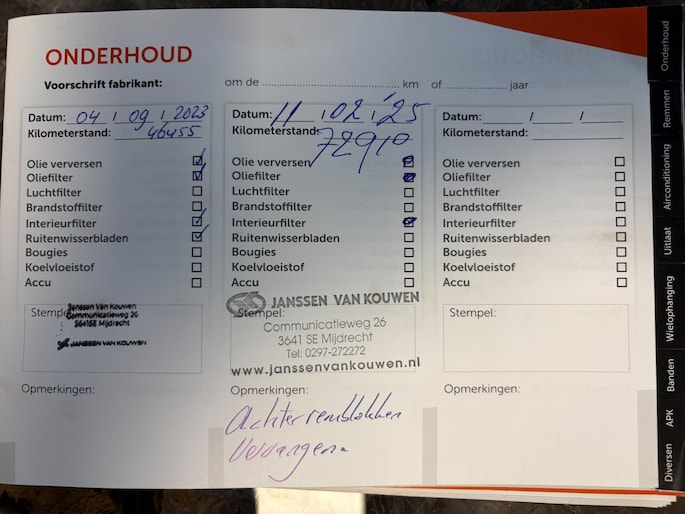 ONDERHOUD
Voorschrift fabrikant: om de ........................ km of ................ jaar
Datum: 04 / 09 / 2023
Kilometerstand: 46455
Olie verversen
Oliefilter
Luchtfilter
Brandstoffilter
Interieurfilter
Ruitenwisserbladen
Bougies
Koelvloeistof
Accu
Stempel:
Janssen Van Kouwen
Communicatieweg 26
3641SE Mijdrecht
JANSSEN VAN KOUWEN
Opmerkingen:
Datum: 11 / 02 / '25
Kilometerstand:
72910
Olie verversen
Oliefilter
Luchtfilter
Brandstoffilter
Interieurfilter
Ruitenwisserbladen
Bougies
Koelvloeistof
Accu
JANSSEN VAN KOUWEN
Communicatieweg 26
3641 SE Mijdrecht
Tel: 0297-272272
www.janssenvankouwen.nl
Opmerkingen:
Achterremblokken
Vervangen.
Datum: / /
Kilometerstand:
Olie verversen
Oliefilter
Luchtfilter
Brandstoffilter
Interieurfilter
Ruitenwisserbladen
Bougies
Koelvloeistof
Accu
Stempel:
Opmerkingen:
Onderhoud
Remmen
Airconditioning
Uitlaat
Wielophanging
Banden
APK
Diversen